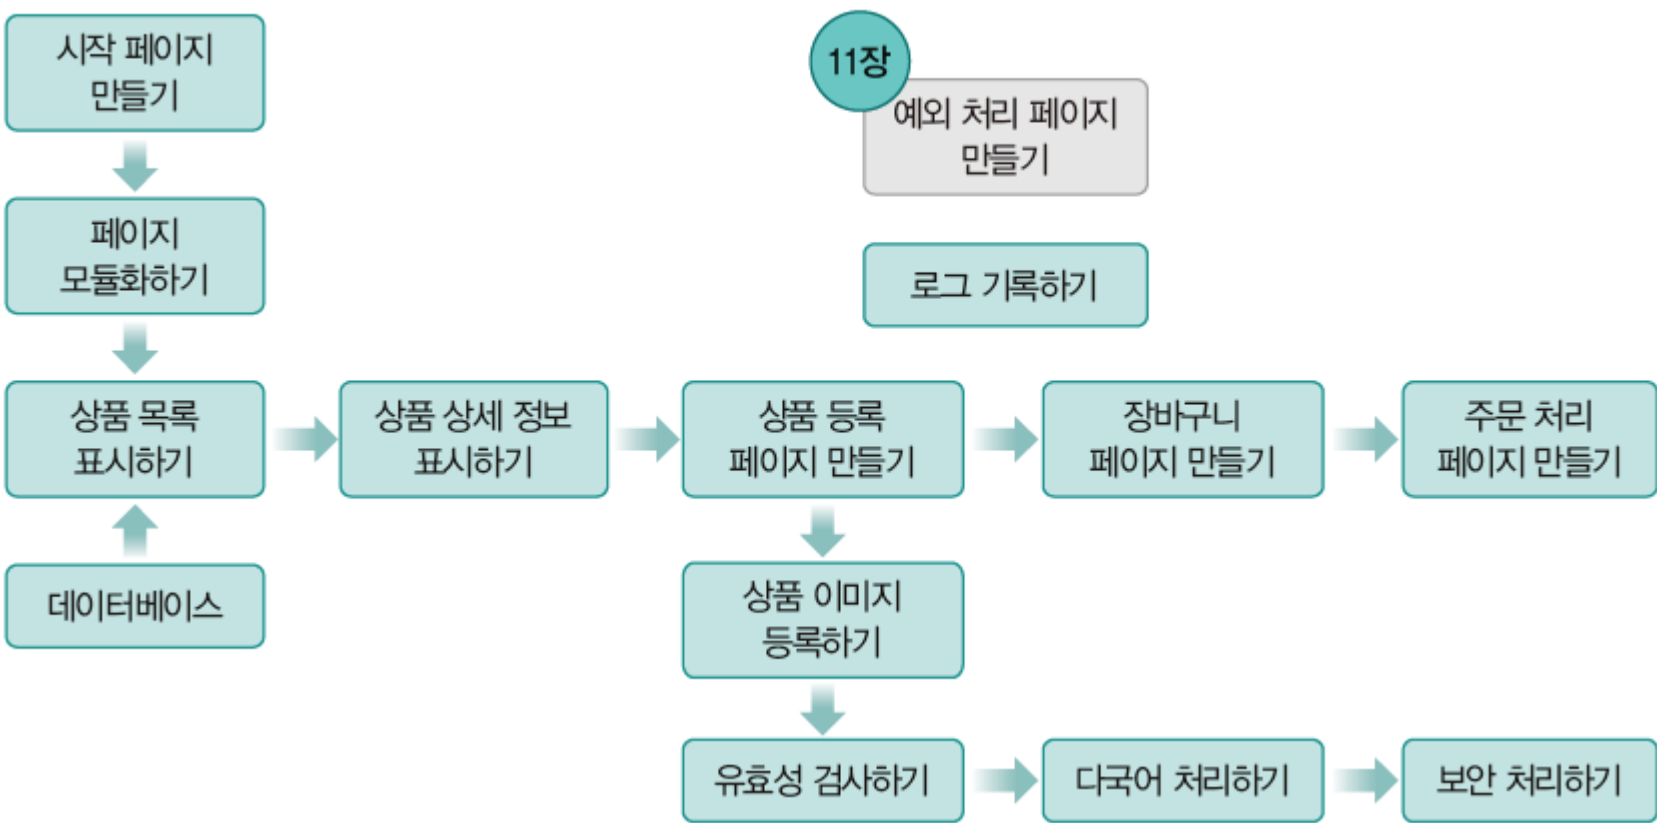 시작 페이지
만들기
11장
예외 처리 페이지
만들기
페이지
모듈화하기
로그 기록하기
상품 목록
표시하기
상품 상세 정보
표시하기
상품 등록
페이지 만들기
장바구니
페이지 만들기
주문 처리
페이지 만들기
데이터베이스
상품 이미지
등록하기
유효성 검사하기
다국어 처리하기
보안 처리하기